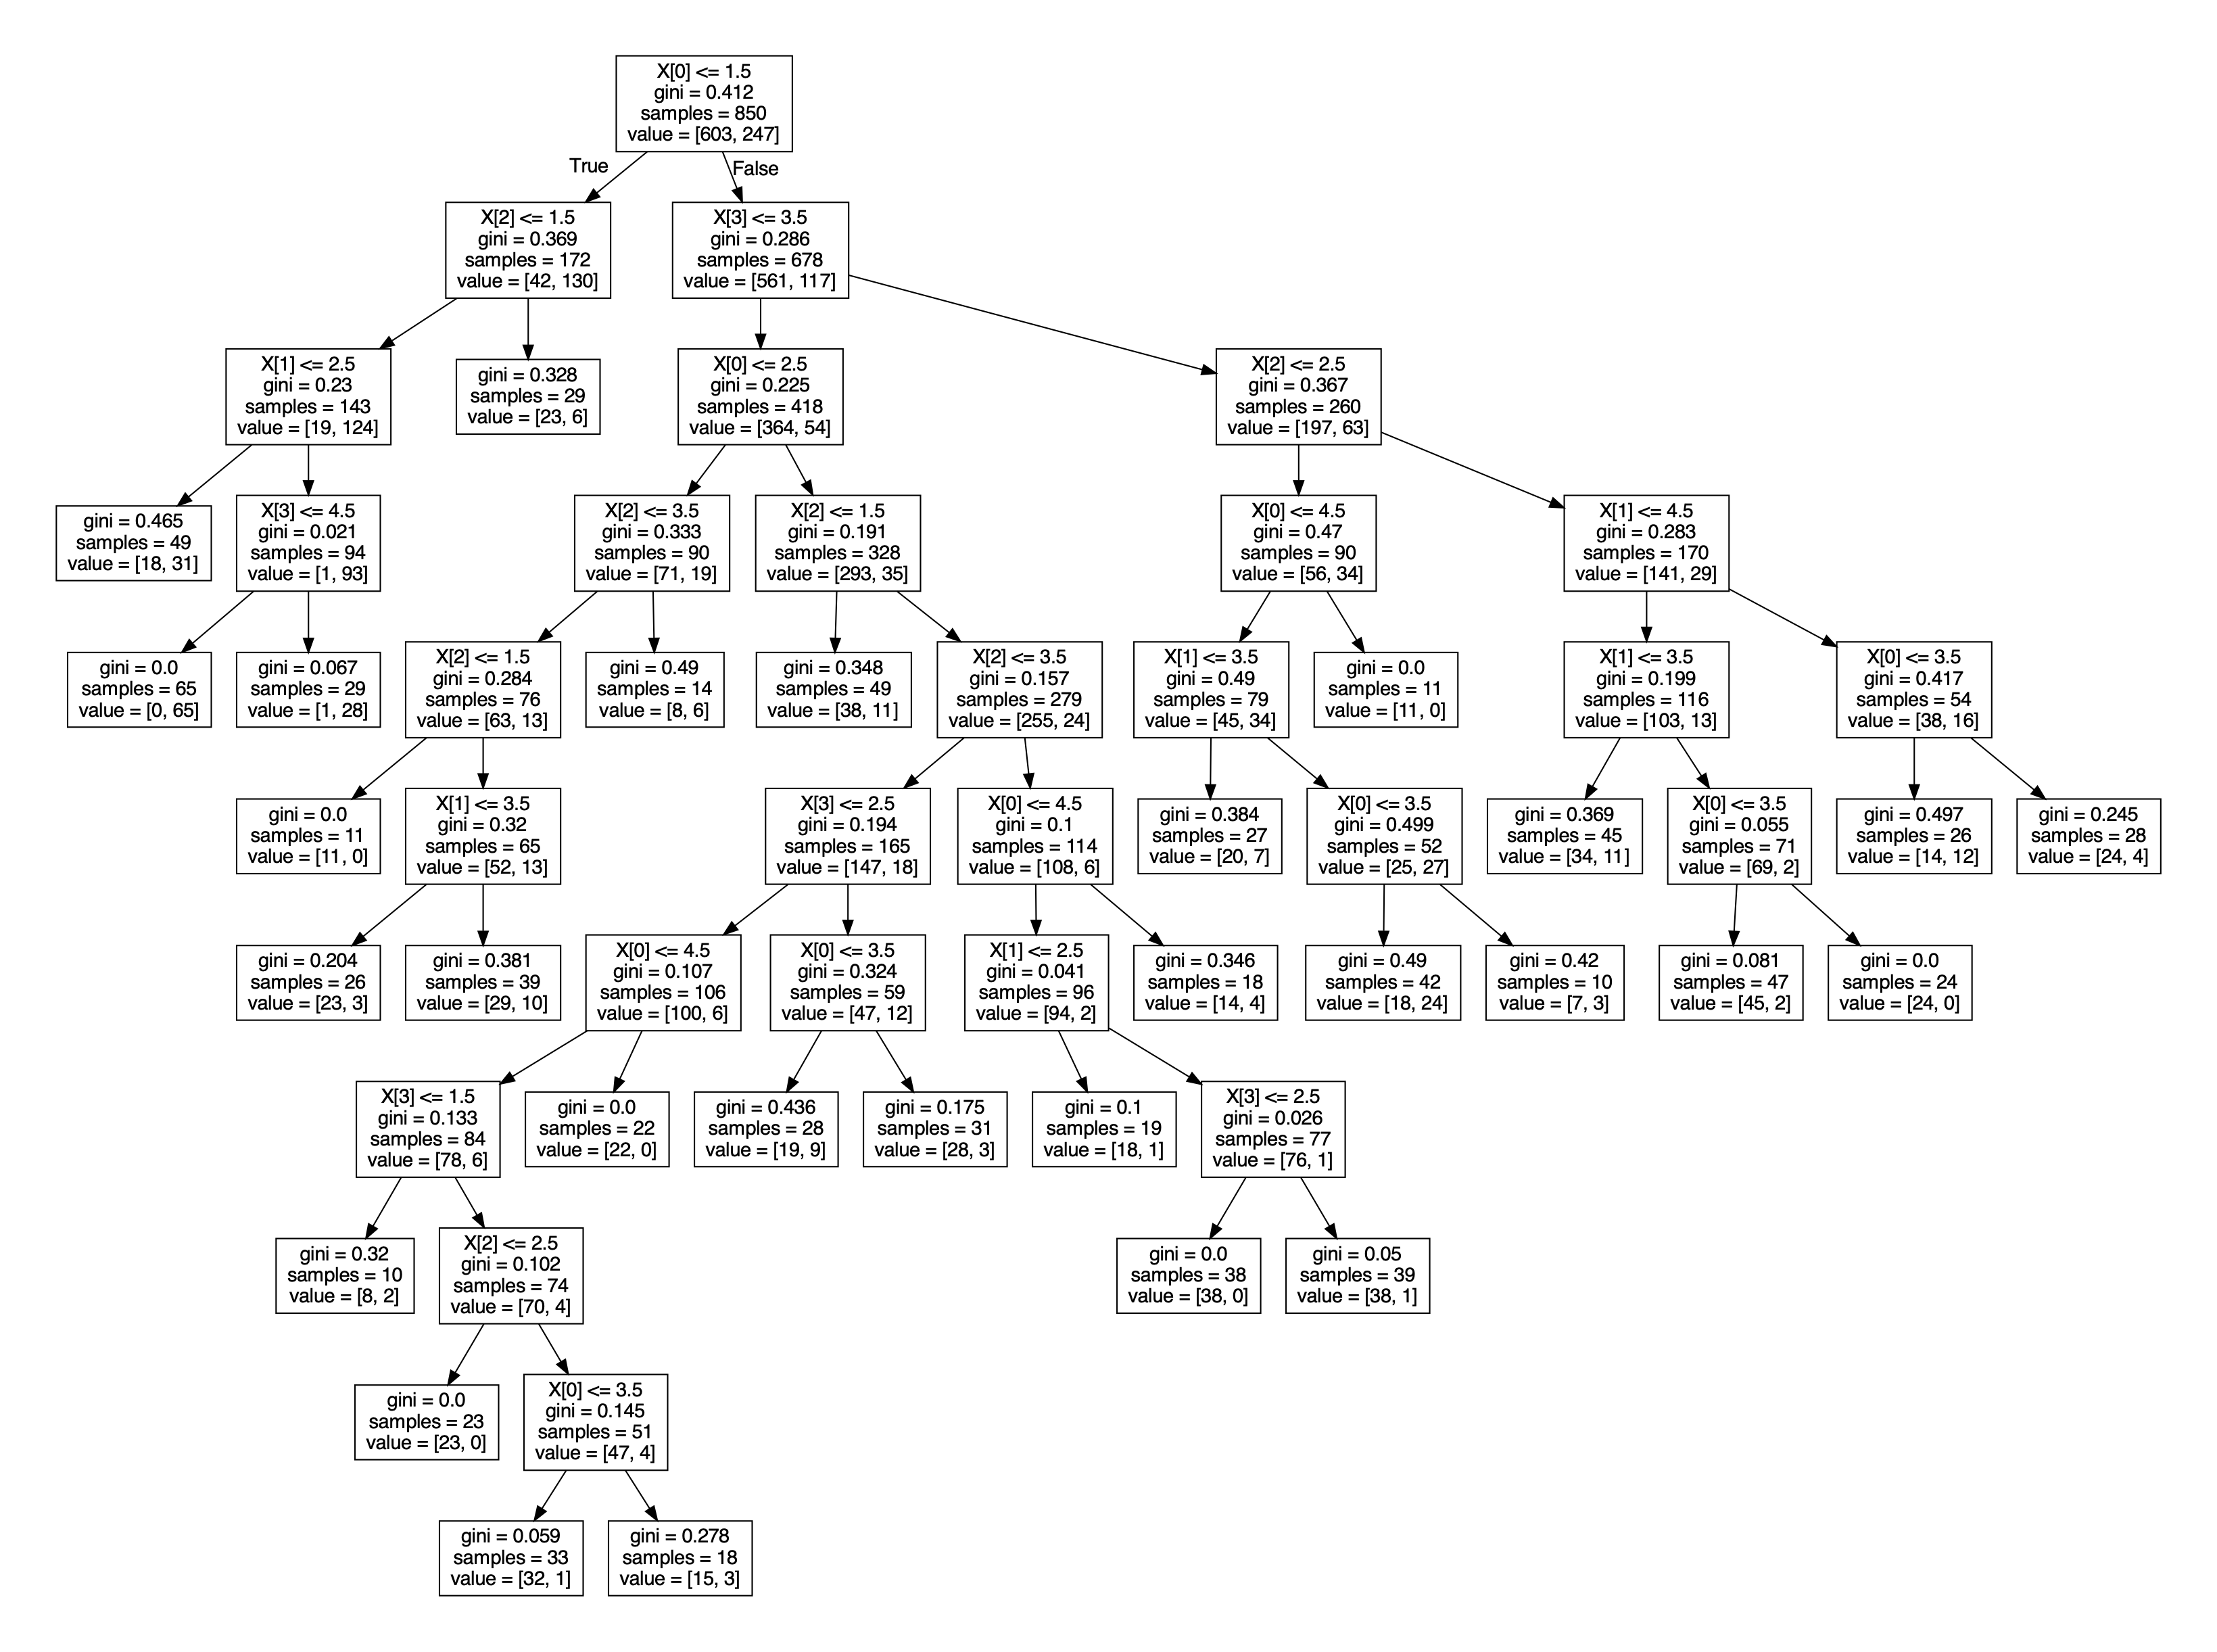 X[0] <= 1.5
gini = 0.412
samples = 850
value = [603, 247]
True
False
X[2] <= 1.5
gini = 0.369
samples = 172
value = [42, 130]
X[3] <= 3.5
gini = 0.286
samples = 678
value = [561, 117]
X[1] <= 2.5
gini = 0.23
samples = 143
value = [19, 124]
gini = 0.328
samples = 29
value = [23, 6]
X[0] <= 2.5
gini = 0.225
samples = 418
value = [364, 54]
X[2] <= 2.5
gini = 0.367
samples = 260
value = [197, 63]
gini = 0.465
samples = 49
value = [18, 31]
X[3] <= 4.5
gini = 0.021
samples = 94
value = [1, 93]
X[2] <= 3.5
gini = 0.333
samples = 90
value = [71, 19]
X[2] <= 1.5
gini = 0.191
samples = 328
value = [293, 35]
X[0] <= 4.5
gini = 0.47
samples = 90
value = [56, 34]
X[1] <= 4.5
gini = 0.283
samples = 170
value = [141, 29]
gini = 0.0
samples = 65
value = [0, 65]
gini = 0.067
samples = 29
value = [1, 28]
X[2] <= 1.5
gini = 0.284
samples = 76
value = [63, 13]
gini = 0.49
samples = 14
value = [8, 6]
gini = 0.348
samples = 49
value = [38, 11]
X[2] <= 3.5
gini = 0.157
samples = 279
value = [255, 24]
X[1] <= 3.5
gini = 0.49
samples = 79
value = [45, 34]
gini = 0.0
samples = 11
value = [11, 0]
X[1] <= 3.5
gini = 0.199
samples = 116
value = [103, 13]
X[0] <= 3.5
gini = 0.417
samples = 54
value = [38, 16]
gini = 0.0
samples = 11
value = [11, 0]
X[1] <= 3.5
gini = 0.32
samples = 65
value = [52, 13]
X[3] <= 2.5
gini = 0.194
samples = 165
value = [147, 18]
X[0] <= 4.5
gini = 0.1
samples = 114
value = [108, 6]
gini = 0.384
samples = 27
value = [20, 7]
X[0] <= 3.5
gini = 0.499
samples = 52
value = [25, 27]
gini = 0.369
samples = 45
value = [34, 11]
X[0] <= 3.5
gini = 0.055
samples = 71
value = [69, 2]
gini = 0.497
samples = 26
value = [14, 12]
gini = 0.245
samples = 28
value = [24, 4]
gini = 0.204
samples = 26
value = [23, 3]
gini = 0.381
samples = 39
value = [29, 10]
X[0] <= 4.5
gini = 0.107
samples = 106
value = [100, 6]
X[0] <= 3.5
gini = 0.324
samples = 59
value = [47, 12]
X[1] <= 2.5
gini = 0.041
samples = 96
value = [94, 2]
gini = 0.346
samples = 18
value = [14, 4]
gini = 0.49
samples = 42
value = [18, 24]
gini = 0.42
samples = 10
value = [7, 3]
gini = 0.081
samples = 47
value = [45, 2]
gini = 0.0
samples = 24
value = [24, 0]
X[3] <= 1.5
gini = 0.133
samples = 84
value = [78, 6]
gini = 0.0
samples = 22
value = [22, 0]
gini = 0.436
samples = 28
value = [19, 9]
gini = 0.175
samples = 31
value = [28, 3]
gini = 0.1
samples = 19
value = [18, 1]
X[3] <= 2.5
gini = 0.026
samples = 77
value = [76, 1]
gini = 0.32
samples = 10
value = [8, 2]
X[2] <= 2.5
gini = 0.102
samples = 74
value = [70, 4]
gini = 0.0
samples = 38
value = [38, 0]
gini = 0.05
samples = 39
value = [38, 1]
gini = 0.0
samples = 23
value = [23, 0]
X[0] <= 3.5
gini = 0.145
samples = 51
value = [47, 4]
gini = 0.059
samples = 33
value = [32, 1]
gini = 0.278
samples = 18
value = [15, 3]